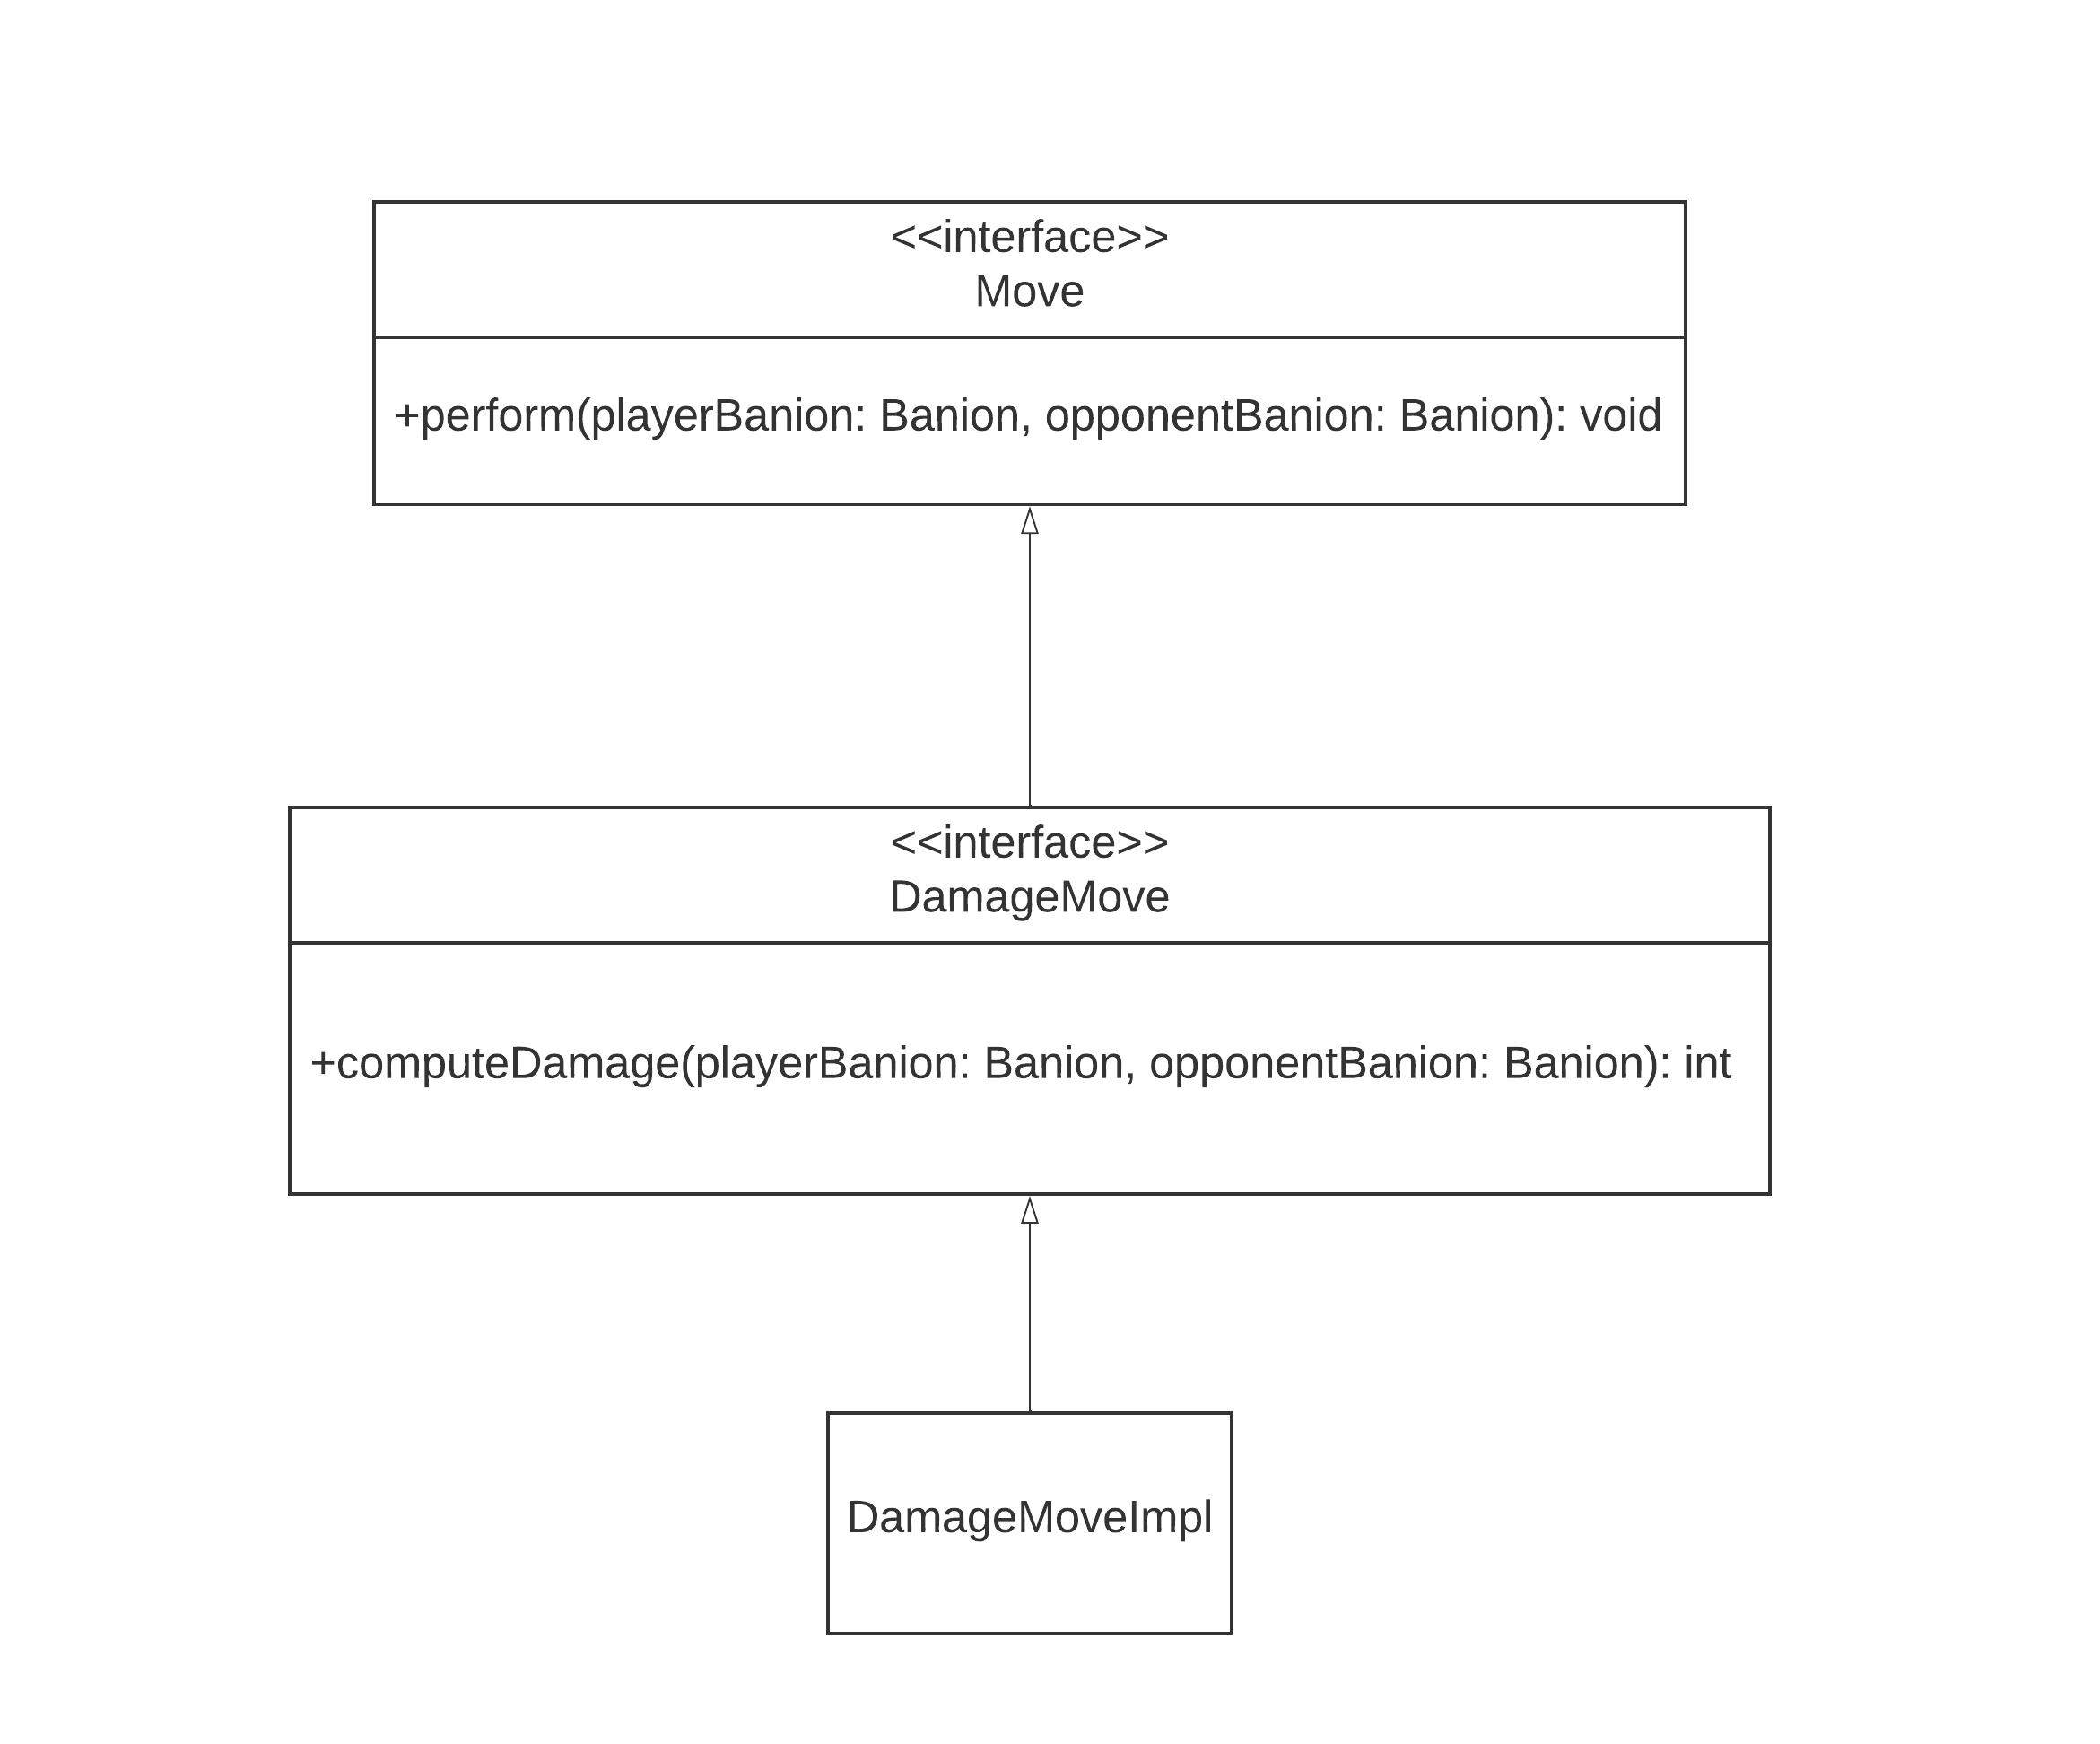 <<interface>>
Move
+perform(playerBanion: Banion, opponentBanion: Banion): void
<<interface>>
DamageMove
+computeDamage(playerBanion: Banion, opponentBanion: Banion): int
DamageMoveImpl